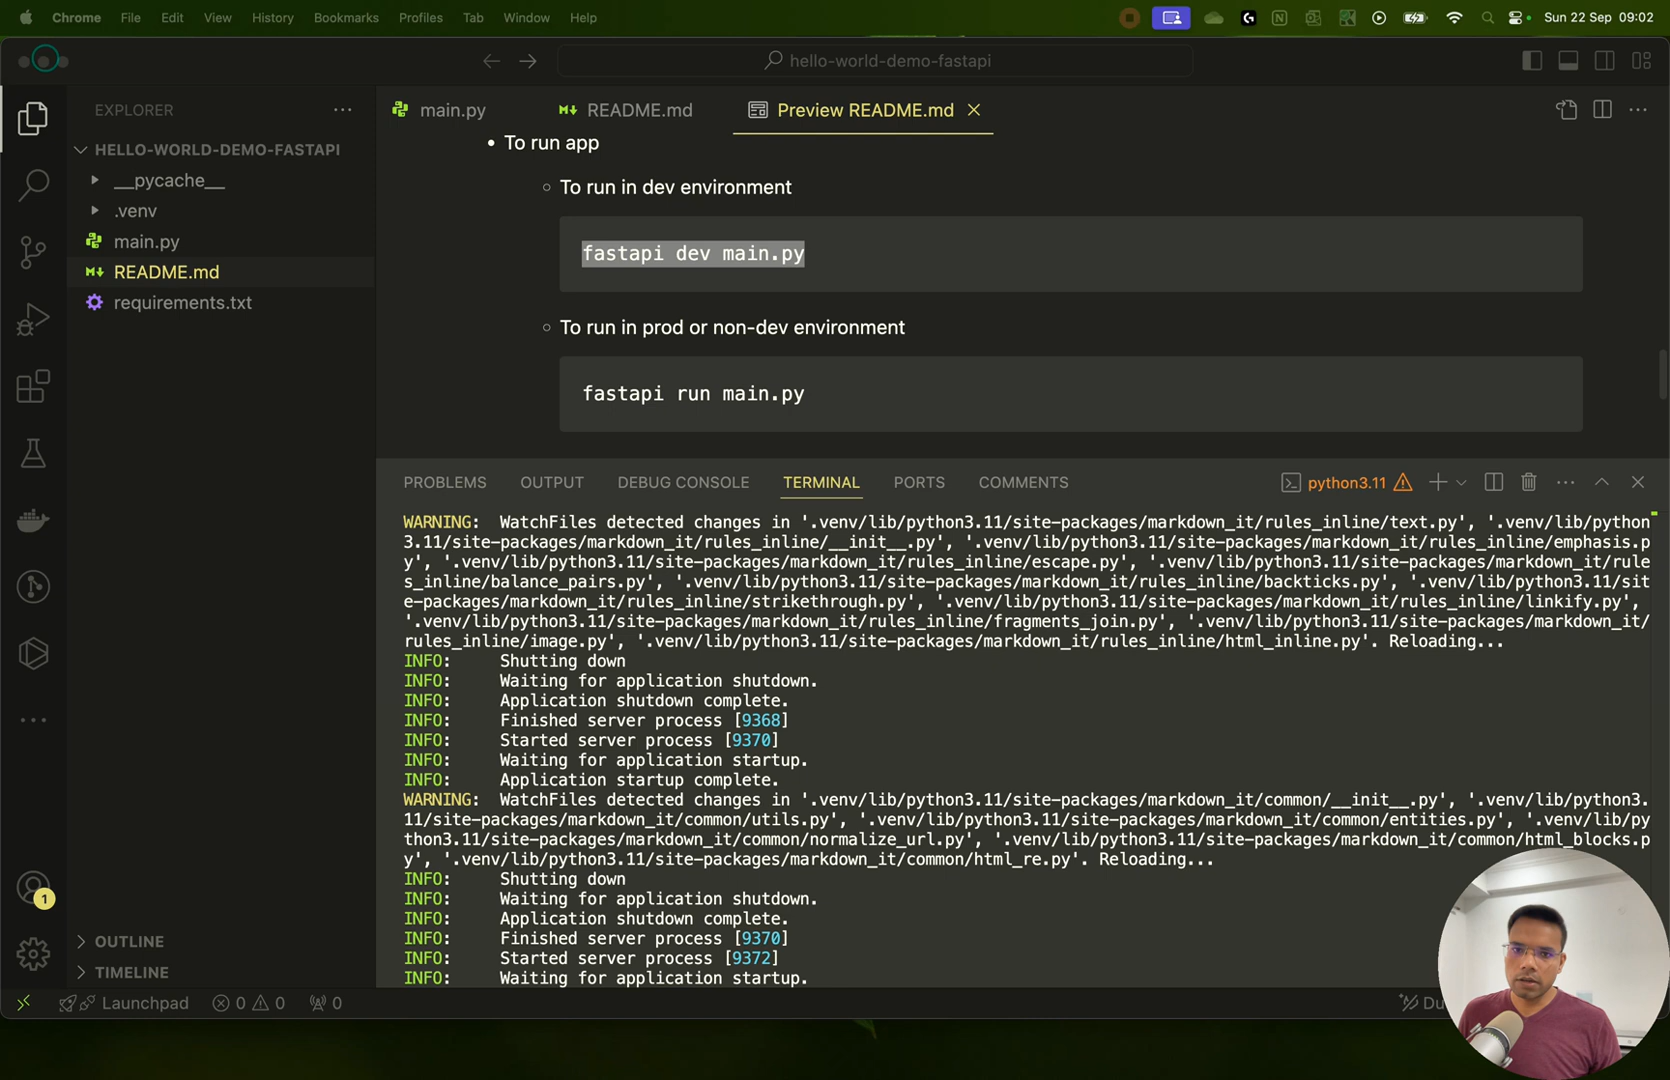 Chrome File Edit View History Bookmarks Profiles Tab Window Help Sun 22 Sep 09:02
hello-world-demo-fastapi
EXPLORER
HELLO-WORLD-DEMO-FASTAPI
__pycache__
.venv
main.py
README.md
requirements.txt
OUTLINE
TIMELINE
1
main.py README.md Preview README.md
• To run app
◦ To run in dev environment
fastapi dev main.py
◦ To run in prod or non-dev environment
fastapi run main.py
PROBLEMS OUTPUT DEBUG CONSOLE TERMINAL PORTS COMMENTS python3.11
WARNING: WatchFiles detected changes in '.venv/lib/python3.11/site-packages/markdown_it/rules_inline/text.py', '.venv/lib/python
3.11/site-packages/markdown_it/rules_inline/__init__.py', '.venv/lib/python3.11/site-packages/markdown_it/rules_inline/emphasis.p
y', '.venv/lib/python3.11/site-packages/markdown_it/rules_inline/escape.py', '.venv/lib/python3.11/site-packages/markdown_it/rule
s_inline/balance_pairs.py', '.venv/lib/python3.11/site-packages/markdown_it/rules_inline/backticks.py', '.venv/lib/python3.11/sit
e-packages/markdown_it/rules_inline/strikethrough.py', '.venv/lib/python3.11/site-packages/markdown_it/rules_inline/linkify.py',
'.venv/lib/python3.11/site-packages/markdown_it/rules_inline/fragments_join.py', '.venv/lib/python3.11/site-packages/markdown_it/
rules_inline/image.py', '.venv/lib/python3.11/site-packages/markdown_it/rules_inline/html_inline.py'. Reloading...
INFO: Shutting down
INFO: Waiting for application shutdown.
INFO: Application shutdown complete.
INFO: Finished server process [9368]
INFO: Started server process [9370]
INFO: Waiting for application startup.
INFO: Application startup complete.
WARNING: WatchFiles detected changes in '.venv/lib/python3.11/site-packages/markdown_it/common/__init__.py', '.venv/lib/python3.
11/site-packages/markdown_it/common/utils.py', '.venv/lib/python3.11/site-packages/markdown_it/common/entities.py', '.venv/lib/py
thon3.11/site-packages/markdown_it/common/normalize_url.py', '.venv/lib/python3.11/site-packages/markdown_it/common/html_blocks.p
y', '.venv/lib/python3.11/site-packages/markdown_it/common/html_re.py'. Reloading...
INFO: Shutting down
INFO: Waiting for application shutdown.
INFO: Application shutdown complete.
INFO: Finished server process [9370]
INFO: Started server process [9372]
INFO: Waiting for application startup.
Launchpad 0 0 0 Du